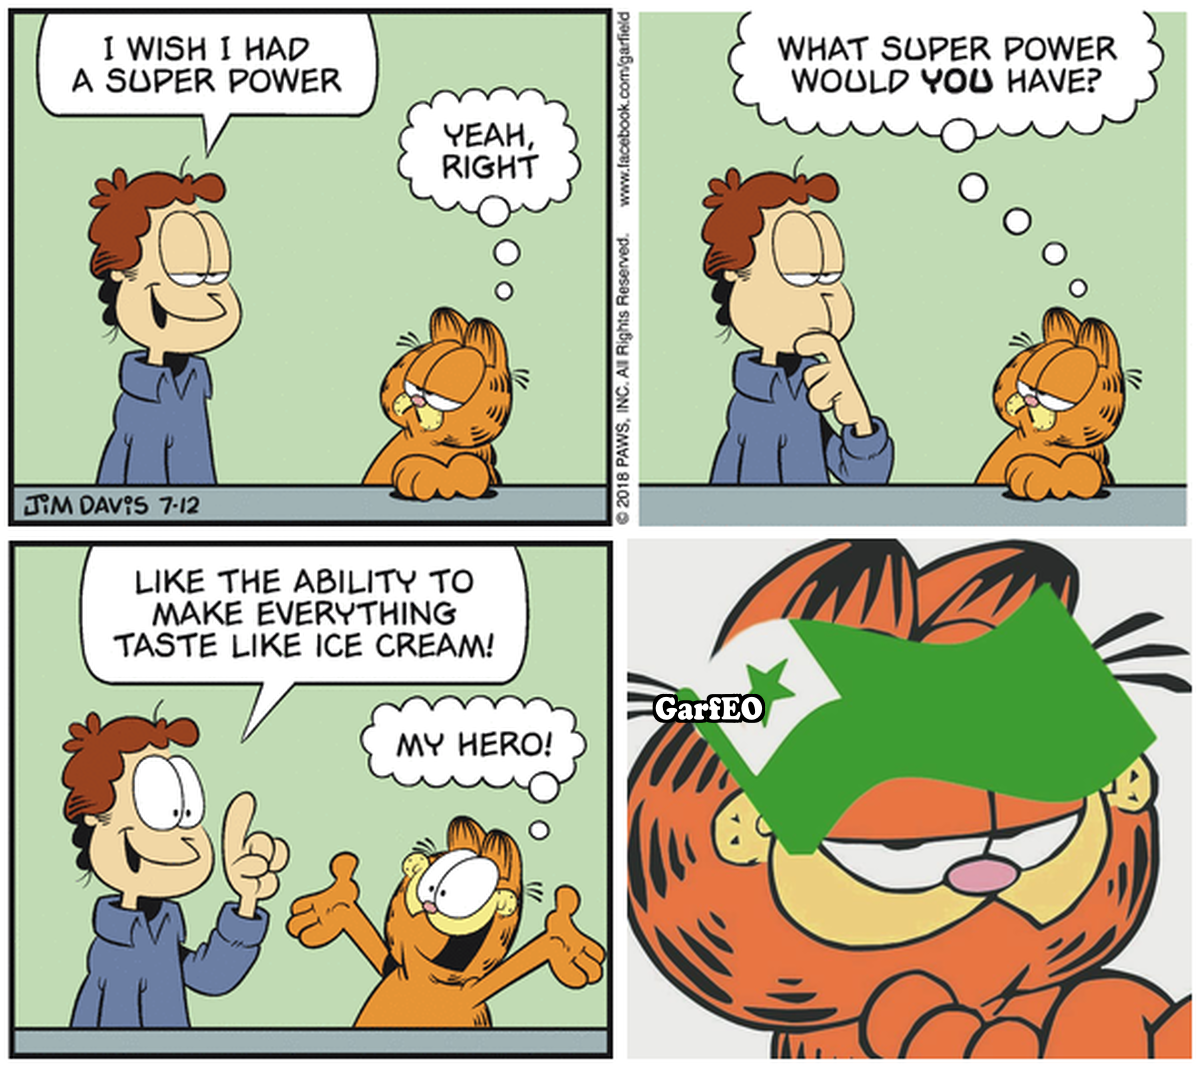 I WISH I HAD
A SUPER POWER
YEAH,
RIGHT
JIM DAVIS 7-12
© 2018 PAWS, INC. All Rights Reserved. www.facebook.com/garfield
WHAT SUPER POWER
WOULD YOU HAVE?
LIKE THE ABILITY TO
MAKE EVERYTHING
TASTE LIKE ICE CREAM!
MY HERO!
GarfEO